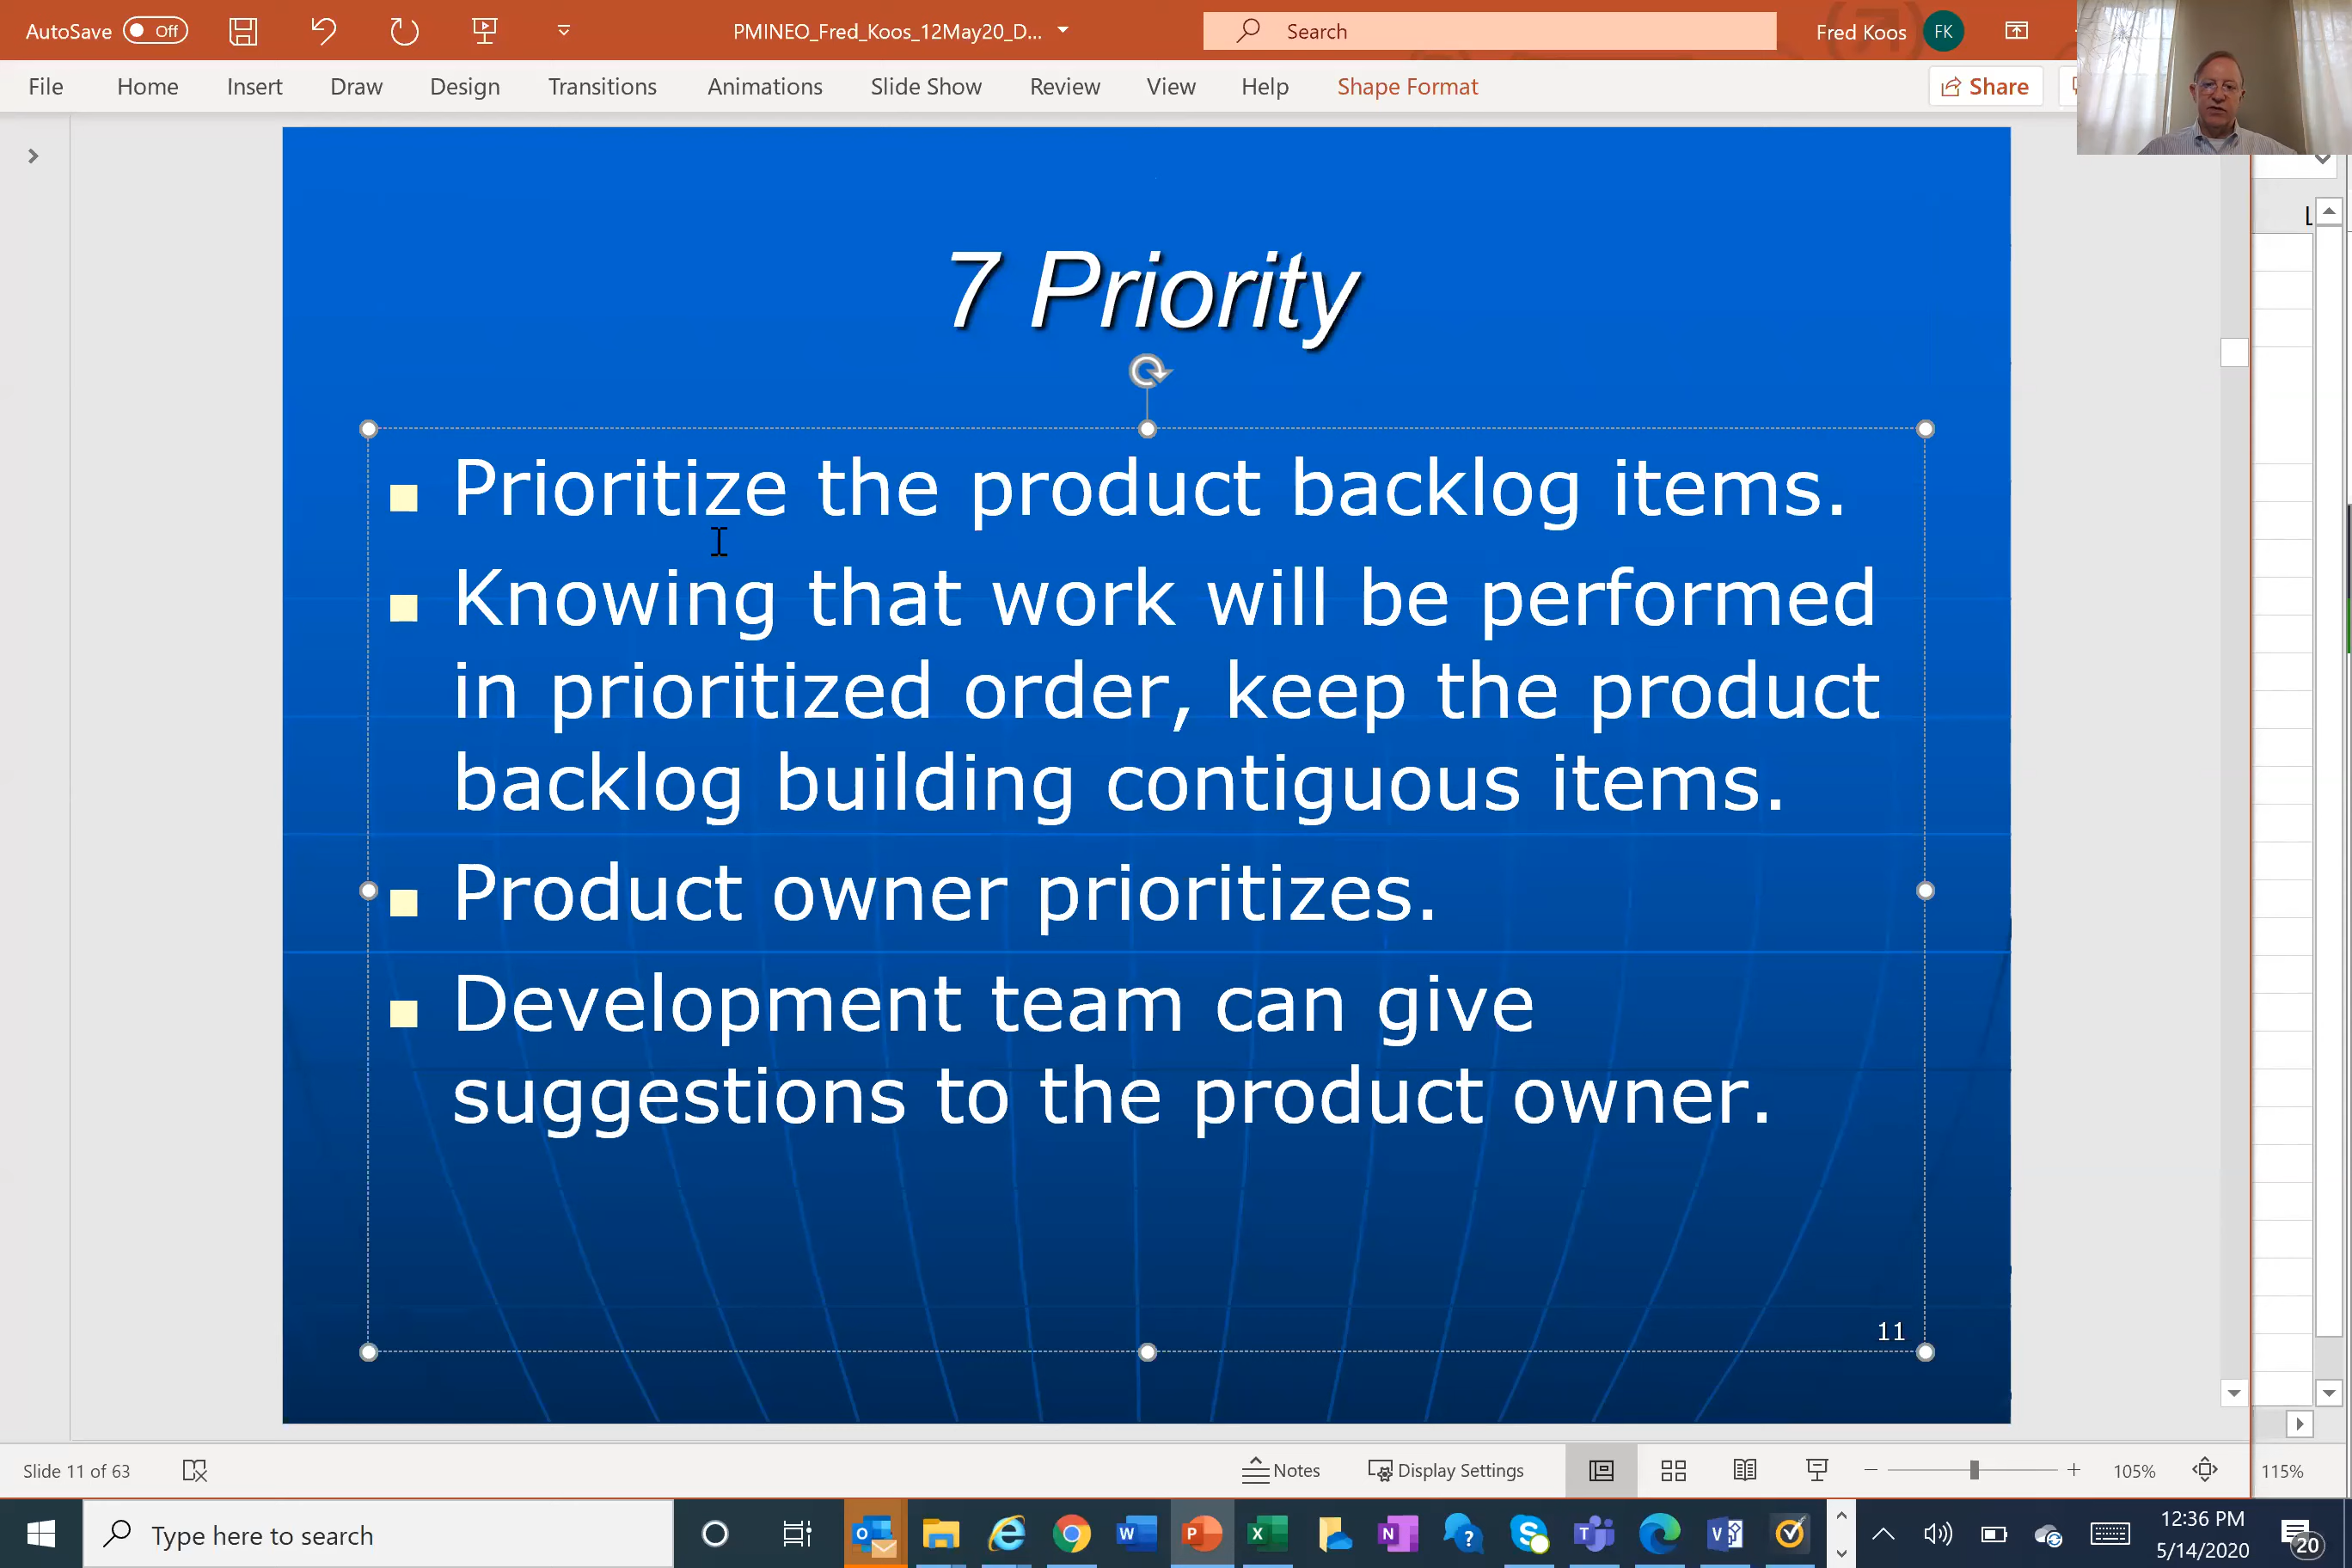 AutoSave Off PMINEO_Fred_Koos_12May20_D... Search Fred Koos FK
File Home Insert Draw Design Transitions Animations Slide Show Review View Help Shape Format Share
7 Priority
Prioritize the product backlog items.
Knowing that work will be performed
in prioritized order, keep the product
backlog building contiguous items.
Product owner prioritizes.
Development team can give
suggestions to the product owner.
11
Slide 11 of 63 Notes Display Settings 105% 115%
Type here to search
12:36 PM
5/14/2020
20